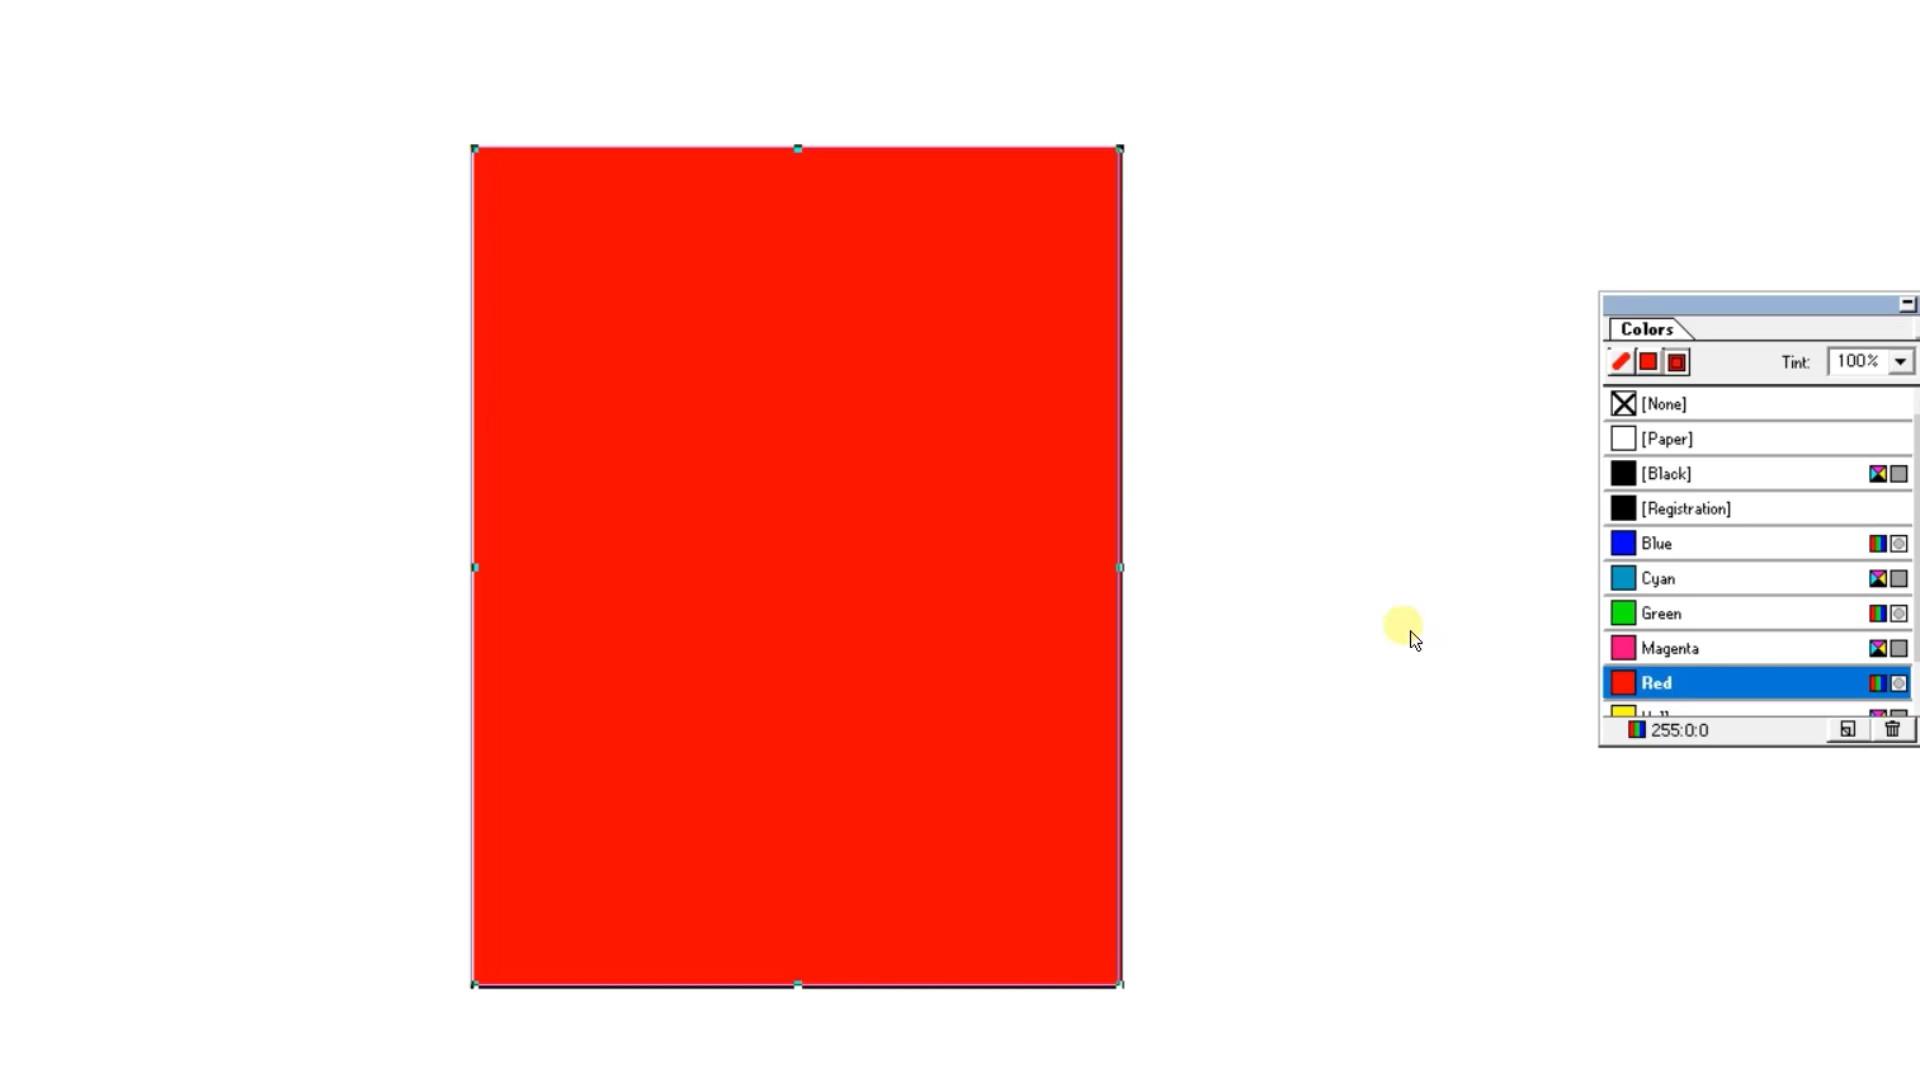 Colors
Tint: 100%
[None]
[Paper]
[Black]
[Registration]
Blue
Cyan
Green
Magenta
Red
255:0:0